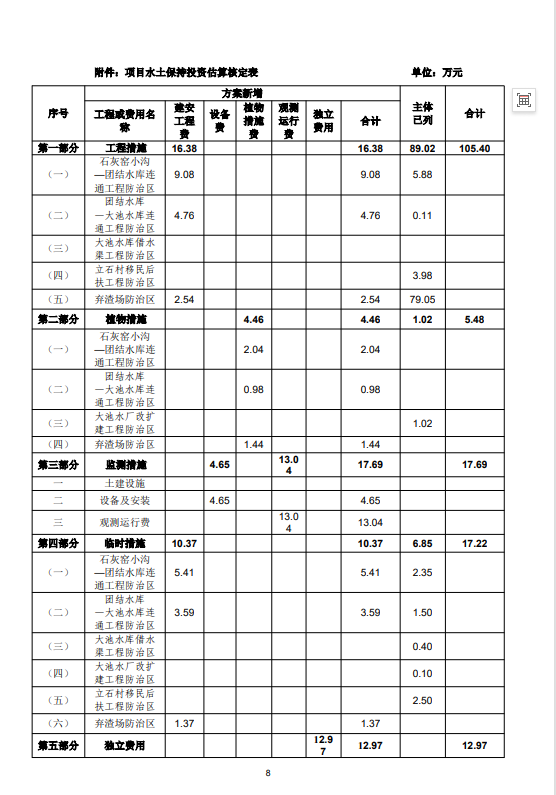 附件：项目水土保持投资估算核定表 单位：万元
序号 工程或费用名称 方案新增 主体已列 合计
建安工程费 设备费 植物措施费 观测运行费 独立费用 合计
第一部分 工程措施 16.38 16.38 89.02 105.40
（一） 石灰窑小沟—团结水库连通工程防治区 9.08 9.08 5.88
（二） 团结水库—大池水库连通工程防治区 4.76 4.76 0.11
（三） 大池水库借水渠工程防治区
（四） 立石村移民后扶工程防治区 3.98
（五） 弃渣场防治区 2.54 2.54 79.05
第二部分 植物措施 4.46 4.46 1.02 5.48
（一） 石灰窑小沟—团结水库连通工程防治区 2.04 2.04
（二） 团结水库—大池水库连通工程防治区 0.98 0.98
（三） 大池水厂改扩建工程防治区 1.02
（四） 弃渣场防治区 1.44 1.44
第三部分 监测措施 4.65 13.04 17.69 17.69
一 土建设施
二 设备及安装 4.65 4.65
三 观测运行费 13.04 13.04
第四部分 临时措施 10.37 10.37 6.85 17.22
（一） 石灰窑小沟—团结水库连通工程防治区 5.41 5.41 2.35
（二） 团结水库—大池水库连通工程防治区 3.59 3.59 1.50
（三） 大池水库借水渠工程防治区 0.40
（四） 大池水厂改扩建工程防治区 0.10
（五） 立石村移民后扶工程防治区 2.50
（六） 弃渣场防治区 1.37 1.37
第五部分 独立费用 12.97 12.97 12.97
8